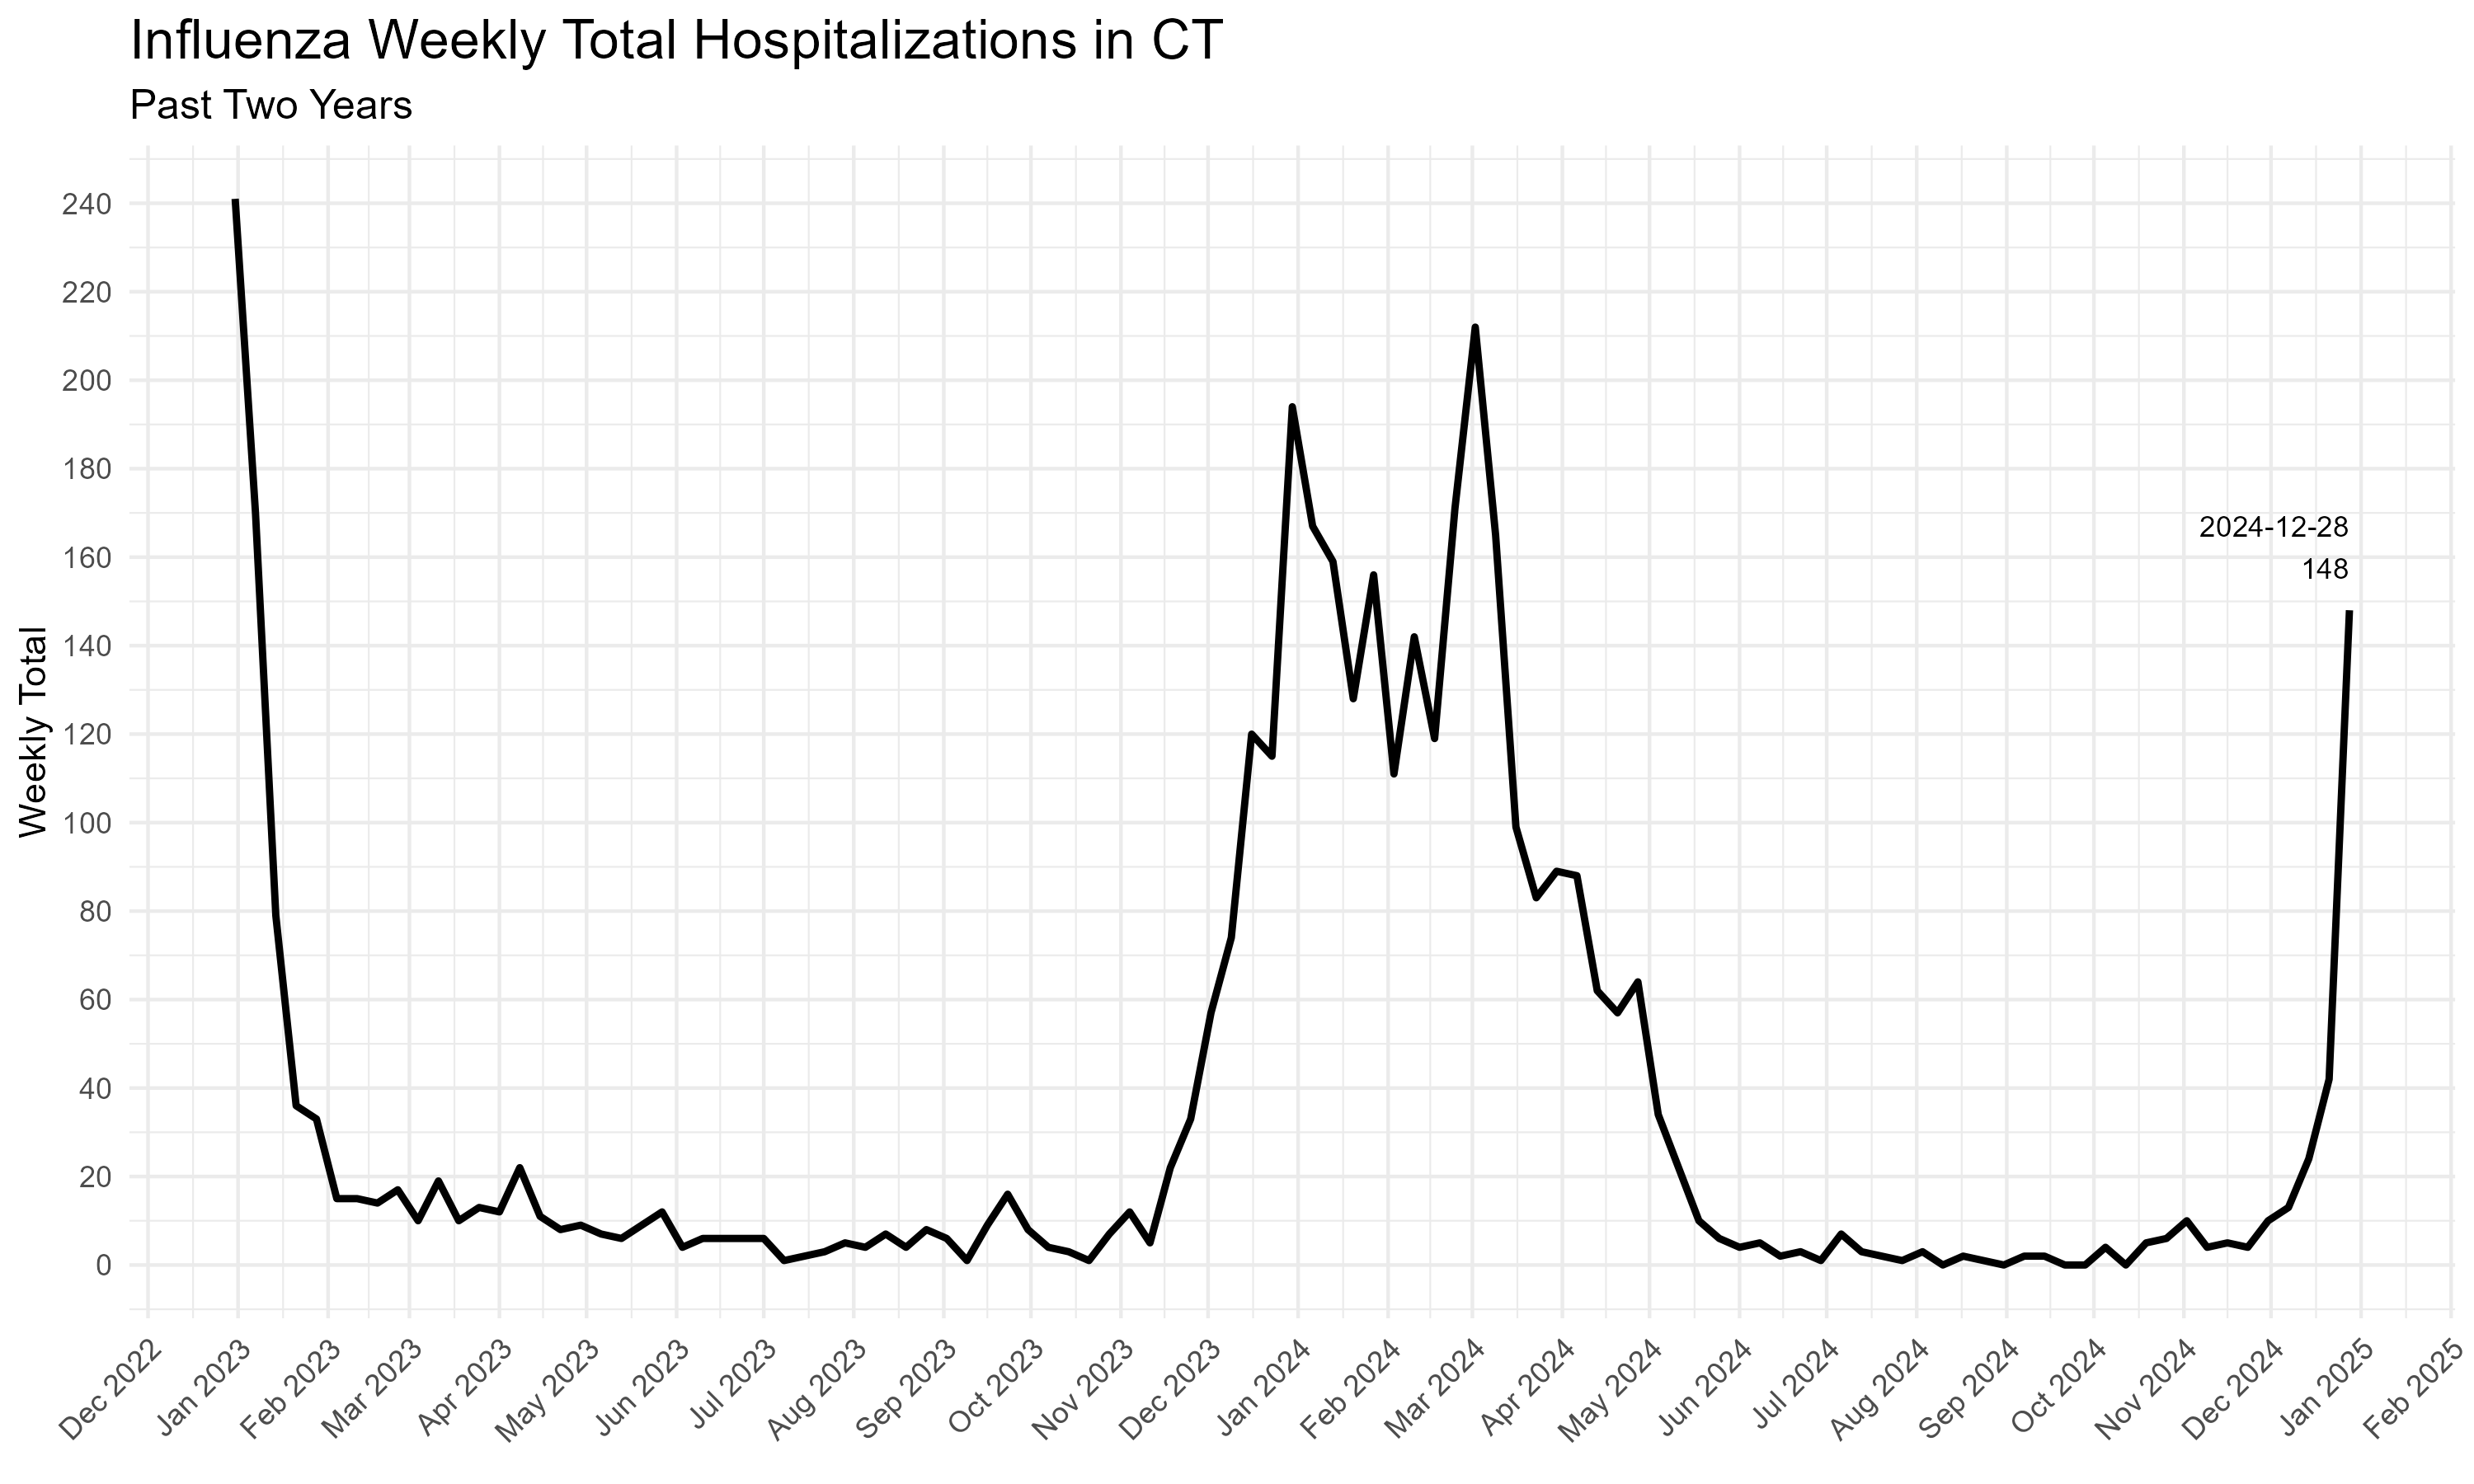 Influenza Weekly Total Hospitalizations in CT
Past Two Years
Weekly Total
240
220
200
180
160
140
120
100
80
60
40
20
0
2024-12-28
148
Dec 2022
Jan 2023
Feb 2023
Mar 2023
Apr 2023
May 2023
Jun 2023
Jul 2023
Aug 2023
Sep 2023
Oct 2023
Nov 2023
Dec 2023
Jan 2024
Feb 2024
Mar 2024
Apr 2024
May 2024
Jun 2024
Jul 2024
Aug 2024
Sep 2024
Oct 2024
Nov 2024
Dec 2024
Jan 2025
Feb 2025